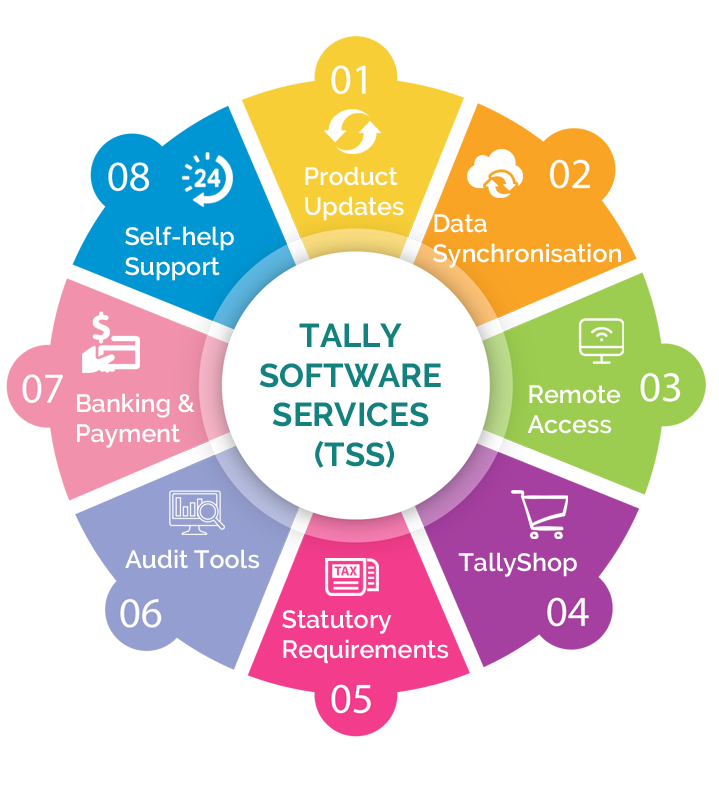 01
Product
Updates
02
Data
Synchronisation
03
Remote
Access
04
TallyShop
TAX
Statutory
Requirements
05
Audit Tools
06
$
07
Banking &
Payment
08
24
Self-help
Support
TALLY
SOFTWARE
SERVICES
(TSS)